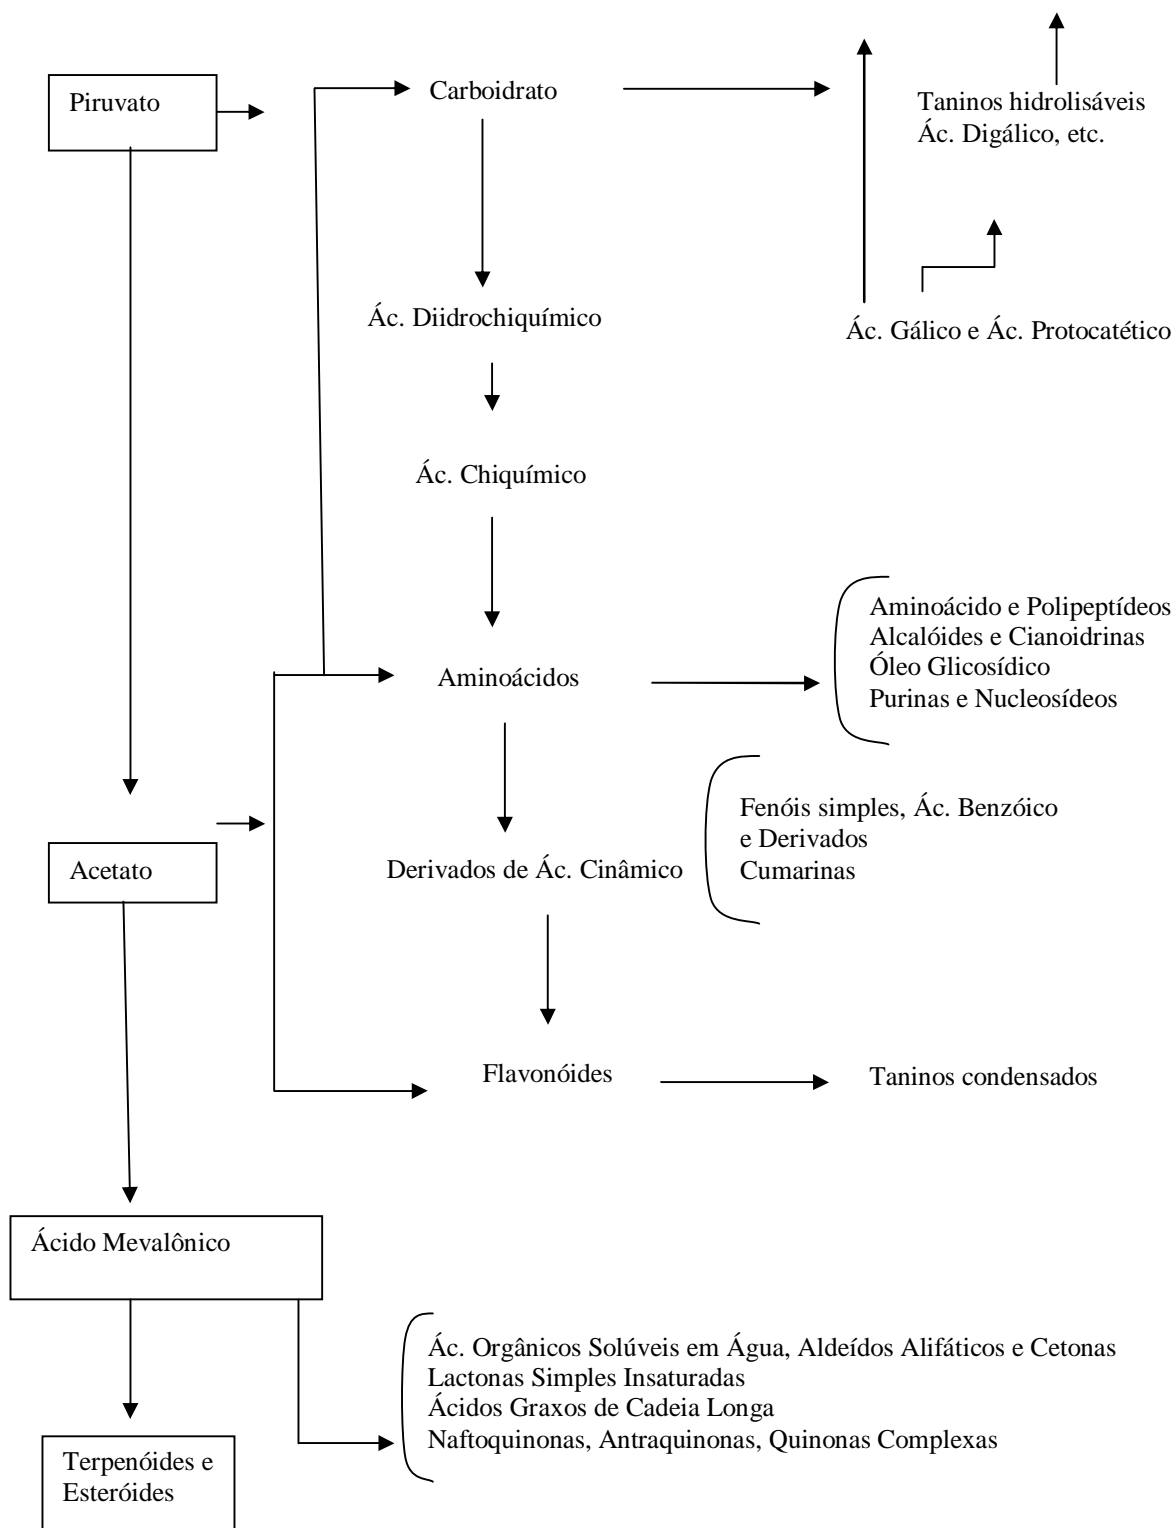 Piruvato
Carboidrato
Taninos hidrolisáveis
Ác. Digálico, etc.
Ác. Diidrochiquímico
Ác. Gálico e Ác. Protocatético
Ác. Chiquímico
Aminoácido e Polipeptídeos
Alcalóides e Cianoidrinas
Óleo Glicosídico
Purinas e Nucleosídeos
Aminoácidos
Fenóis simples, Ác. Benzóico
e Derivados
Cumarinas
Acetato
Derivados de Ác. Cinâmico
Flavonóides
Taninos condensados
Ácido Mevalônico
Ác. Orgânicos Solúveis em Água, Aldeídos Alifáticos e Cetonas
Lactonas Simples Insaturadas
Ácidos Graxos de Cadeia Longa
Naftoquinonas, Antraquinonas, Quinonas Complexas
Terpenóides e
Esteróides